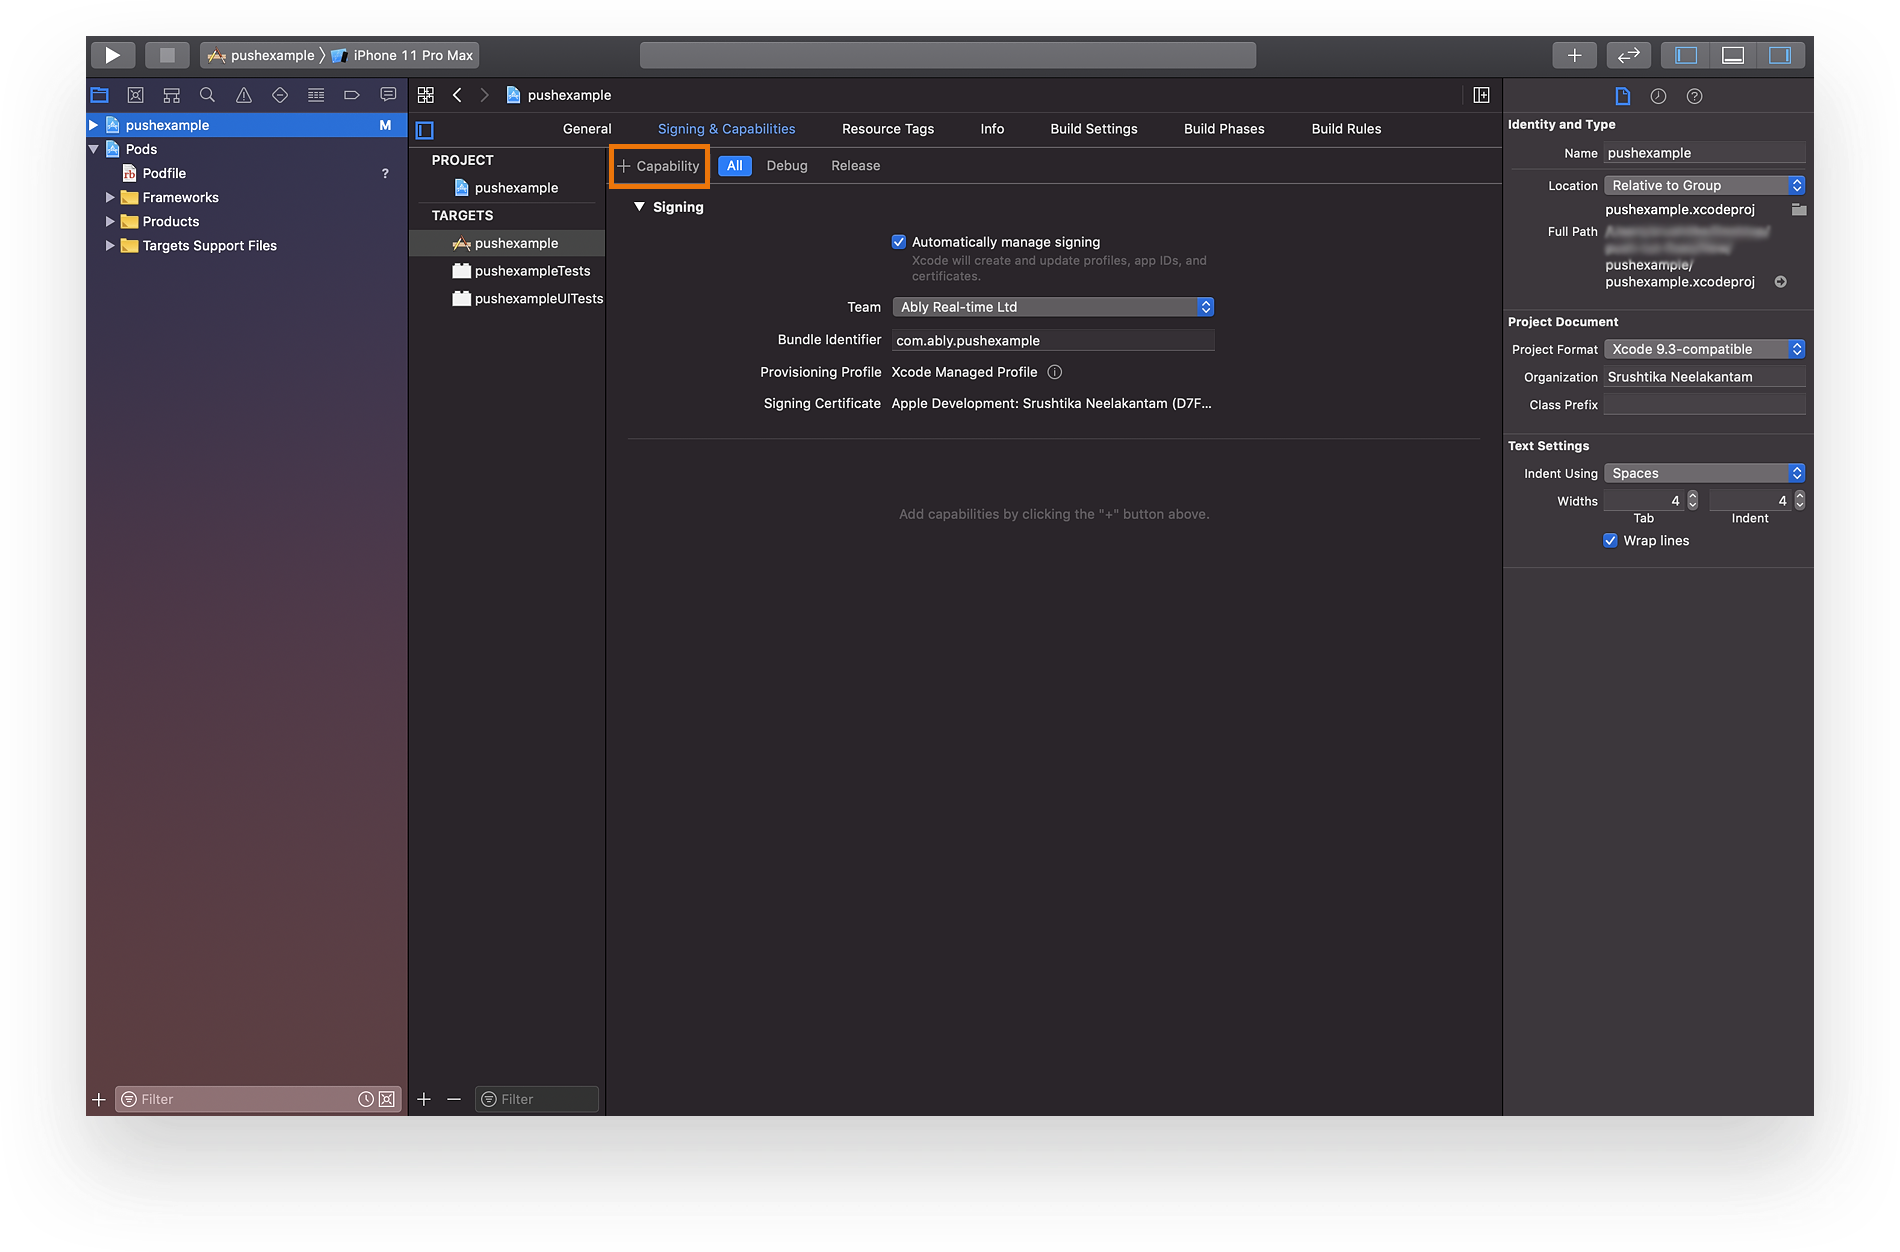 pushexample iPhone 11 Pro Max
pushexample M
Pods
Podfile ?
Frameworks
Products
Targets Support Files
Filter
pushexample
General Signing & Capabilities Resource Tags Info Build Settings Build Phases Build Rules
PROJECT
pushexample
TARGETS
pushexample
pushexampleTests
pushexampleUITests
Filter
+ Capability All Debug Release
Signing
Automatically manage signing
Xcode will create and update profiles, app IDs, and
certificates.
Team Ably Real-time Ltd
Bundle Identifier com.ably.pushexample
Provisioning Profile Xcode Managed Profile
Signing Certificate Apple Development: Srushtika Neelakantam (D7F...
Add capabilities by clicking the "+" button above.
Identity and Type
Name pushexample
Location Relative to Group
pushexample.xcodeproj
Full Path
pushexample/
pushexample.xcodeproj
Project Document
Project Format Xcode 9.3-compatible
Organization Srushtika Neelakantam
Class Prefix
Text Settings
Indent Using Spaces
Widths 4 4
Tab Indent
Wrap lines